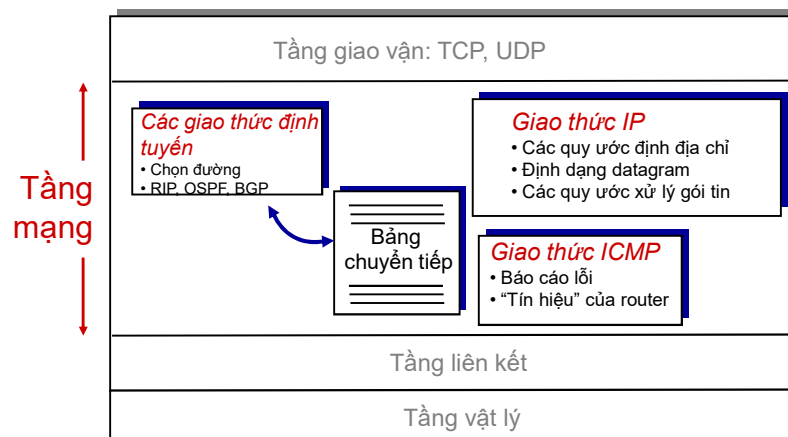 Tầng giao vận: TCP, UDP
Tầng
mạng
Các giao thức định
tuyến
• Chọn đường
• RIP, OSPF, BGP
Bảng
chuyển tiếp
Giao thức IP
• Các quy ước định địa chỉ
• Định dạng datagram
• Các quy ước xử lý gói tin
Giao thức ICMP
• Báo cáo lỗi
• “Tín hiệu” của router
Tầng liên kết
Tầng vật lý